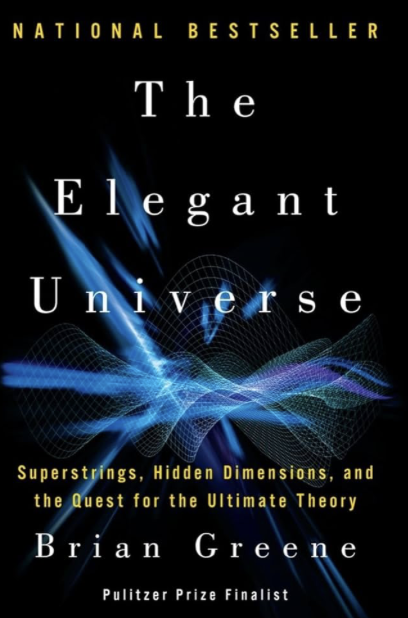 NATIONAL BESTSELLER
The
Elegant
Universe
Superstrings, Hidden Dimensions, and
the Quest for the Ultimate Theory
Brian Greene
Pulitzer Prize Finalist